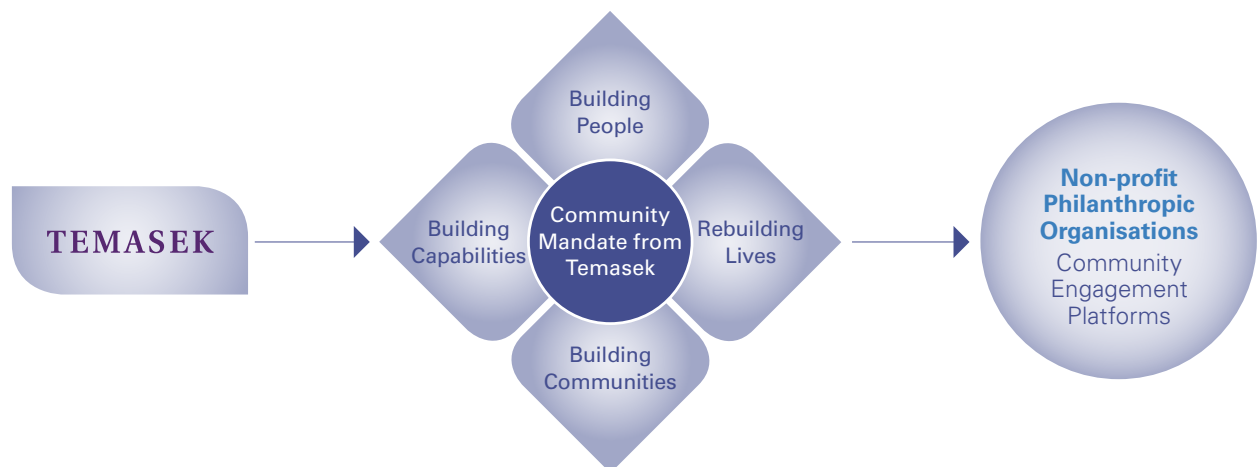 TEMASEK
Building
People
Building
Capabilities
Community
Mandate from
Temasek
Rebuilding
Lives
Building
Communities
Non-profit
Philanthropic
Organisations
Community
Engagement
Platforms